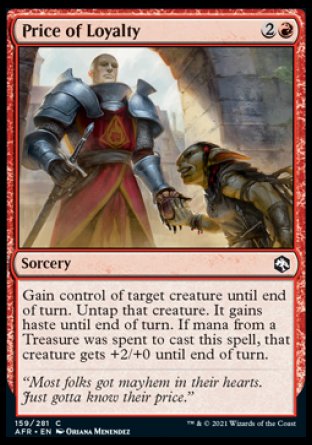 Price of Loyalty 2
Sorcery
Gain control of target creature until end
of turn. Untap that creature. It gains
haste until end of turn. If mana from a
Treasure was spent to cast this spell, that
creature gets +2/+0 until end of turn.
“Most folks got mayhem in their hearts.
Just gotta know their price.”
159/281 C
AFR • EN Oriana Menendez
™ & © 2021 Wizards of the Coast